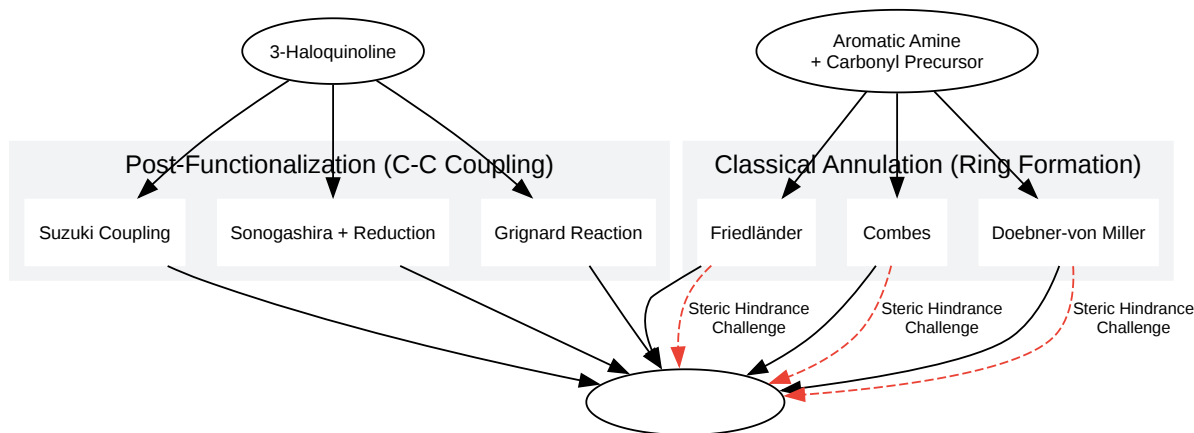 3-Haloquinoline
Aromatic Amine
+ Carbonyl Precursor
Post-Functionalization (C-C Coupling)
Classical Annulation (Ring Formation)
Suzuki Coupling
Sonogashira + Reduction
Grignard Reaction
Friedländer
Combes
Doebner-von Miller
Steric Hindrance
Challenge
Steric Hindrance
Challenge
Steric Hindrance
Challenge